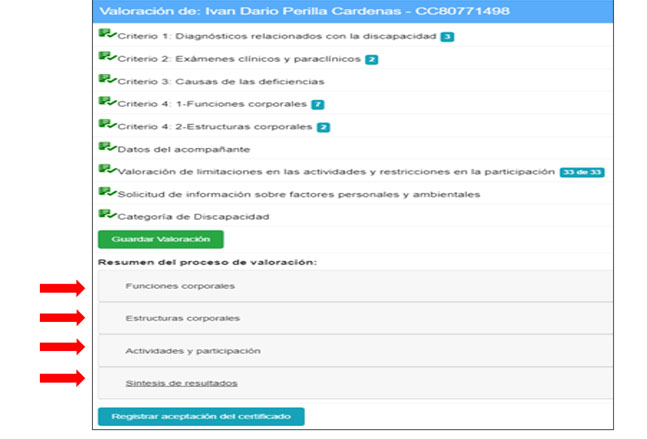 Valoración de: Ivan Dario Perilla Cardenas - CC80771498
Criterio 1: Diagnósticos relacionados con la discapacidad 3
Criterio 2: Exámenes clínicos y paraclínicos 2
Criterio 3: Causas de las deficiencias
Criterio 4: 1-Funciones corporales 7
Criterio 4: 2-Estructuras corporales 2
Datos del acompañante
Valoración de limitaciones en las actividades y restricciones en la participación 33 de 33
Solicitud de información sobre factores personales y ambientales
Categoría de Discapacidad
Guardar Valoración
Resumen del proceso de valoración:
Funciones corporales
Estructuras corporales
Actividades y participación
Síntesis de resultados
Registrar aceptación del certificado